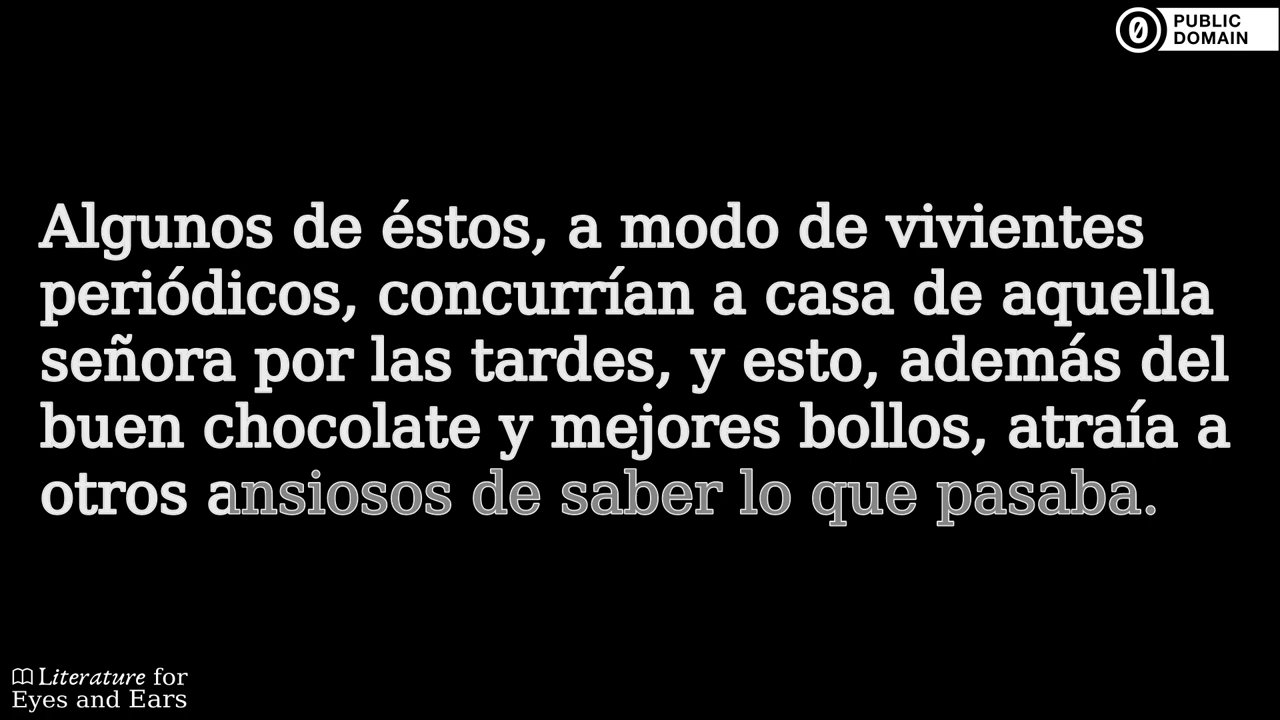 PUBLIC
DOMAIN
Algunos de éstos, a modo de vivientes
periódicos, concurrían a casa de aquella
señora por las tardes, y esto, además del
buen chocolate y mejores bollos, atraía a
otros ansiosos de saber lo que pasaba.
Literature for
Eyes and Ears